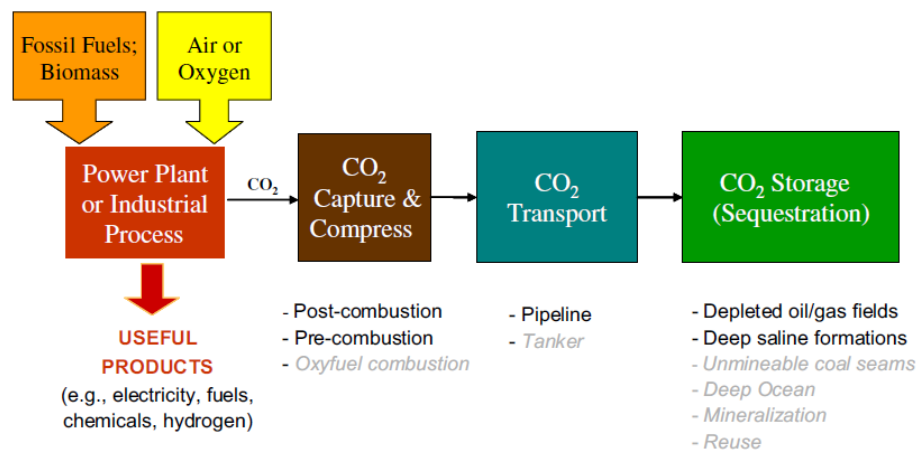 Fossil Fuels;
Biomass
Air or
Oxygen
Power Plant
or Industrial
Process
CO₂
CO₂
Capture &
Compress
CO₂
Transport
CO₂ Storage
(Sequestration)
USEFUL
PRODUCTS
(e.g., electricity, fuels,
chemicals, hydrogen)
- Post-combustion
- Pre-combustion
- Oxyfuel combustion
- Pipeline
- Tanker
- Depleted oil/gas fields
- Deep saline formations
- Unmineable coal seams
- Deep Ocean
- Mineralization
- Reuse